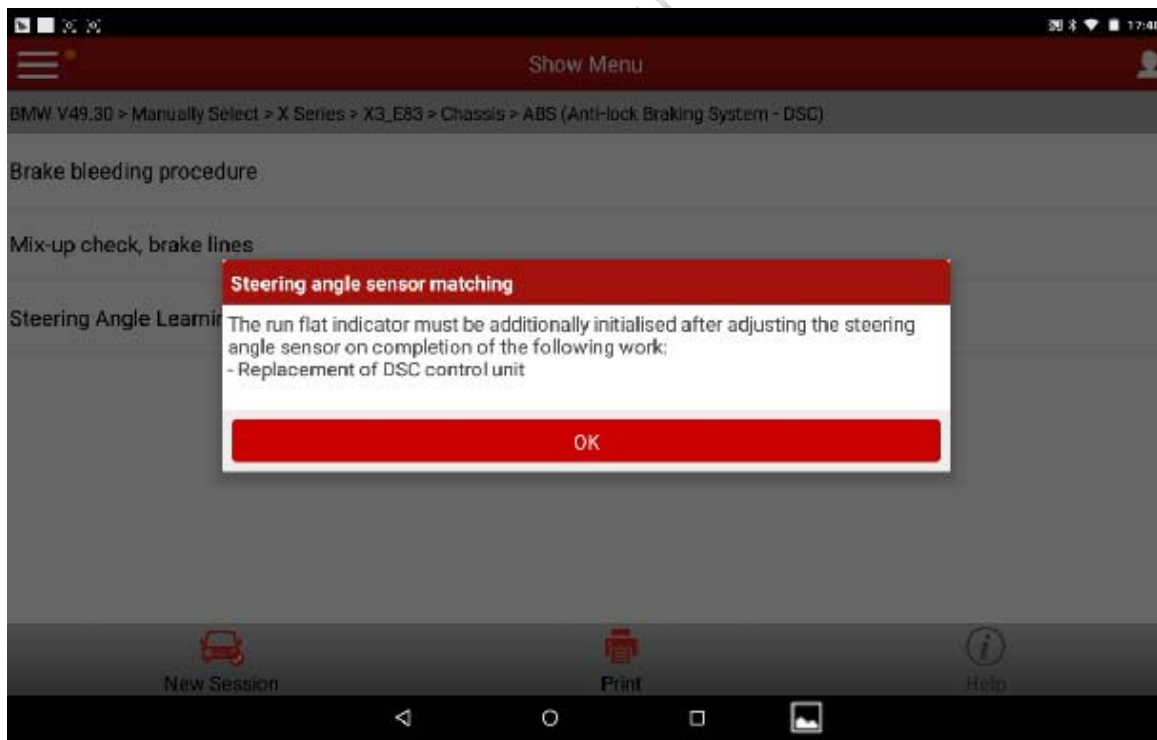 17:48
Show Menu
BMW V49.30 > Manually Select > X Series > X3_E83 > Chassis > ABS (Anti-lock Braking System - DSC)
Brake bleeding procedure
Mix-up check, brake lines
Steering angle sensor matching
Steering Angle Learnin
The run flat indicator must be additionally initialised after adjusting the steering
angle sensor on completion of the following work:
- Replacement of DSC control unit
OK
New Session
Print
Help